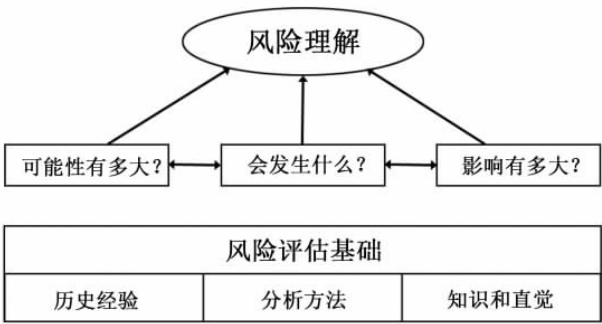 风险理解
可能性有多大？
会发生什么？
影响有多大？
风险评估基础
历史经验
分析方法
知识和直觉